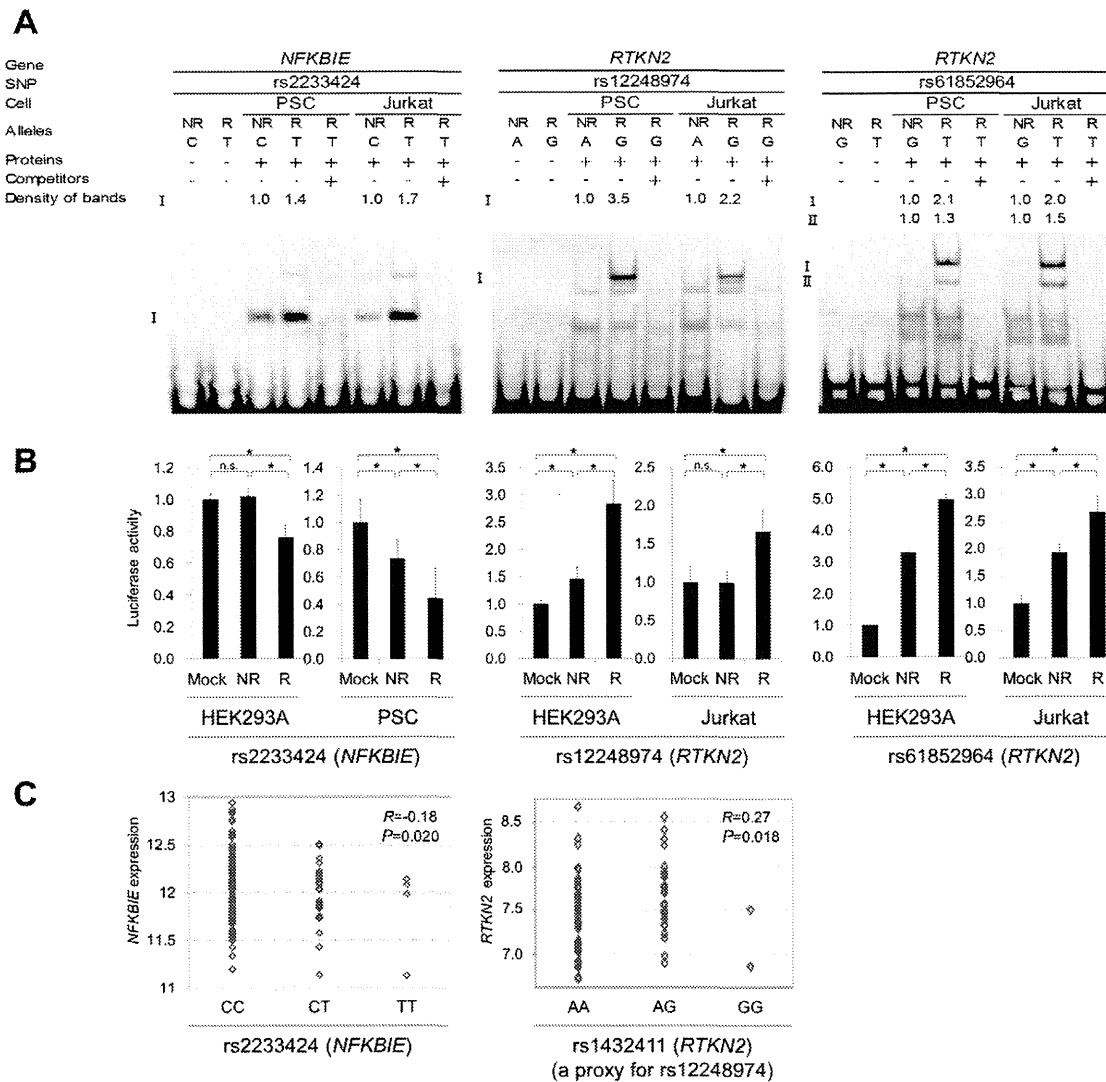 A
Gene NFKBIE RTKN2 RTKN2
SNP rs2233424 rs12248974 rs61852964
Cell PSC Jurkat PSC Jurkat PSC Jurkat
Alleles NR R NR R R NR R R NR R NR R R NR R R NR R NR R R NR R R
C T C T T C T T A G A G G A G G G T G T T G T T
Proteins - - + + + + + + - - + + + + + + - - + + + + + +
Competitors - - - - + - - + - - - - + - - + - - - - + - - +
Density of bands I 1.0 1.4 1.0 1.7 I 1.0 3.5 1.0 2.2 I 1.0 2.1 1.0 2.0
II 1.0 1.3 1.0 1.5
I I I
II
B
Luciferase activity
* n.s. * * * * * * * * n.s. * * * * * * *
1.2 1.0 0.8 0.6 0.4 0.2 0.0
1.4 1.2 1.0 0.8 0.6 0.4 0.2 0.0
3.5 3.0 2.5 2.0 1.5 1.0 0.5 0.0
2.5 2.0 1.5 1.0 0.5 0.0
6.0 5.0 4.0 3.0 2.0 1.0 0.0
3.5 3.0 2.5 2.0 1.5 1.0 0.5 0.0
Mock NR R Mock NR R Mock NR R Mock NR R Mock NR R Mock NR R
HEK293A PSC HEK293A Jurkat HEK293A Jurkat
rs2233424 (NFKBIE) rs12248974 (RTKN2) rs61852964 (RTKN2)
C
NFKBIE expression
13 12.5 12 11.5 11
R=-0.18
P=0.020
CC CT TT
rs2233424 (NFKBIE)
RTKN2 expression
8.5 8.0 7.5 7.0
R=0.27
P=0.018
AA AG GG
rs1432411 (RTKN2)
(a proxy for rs12248974)